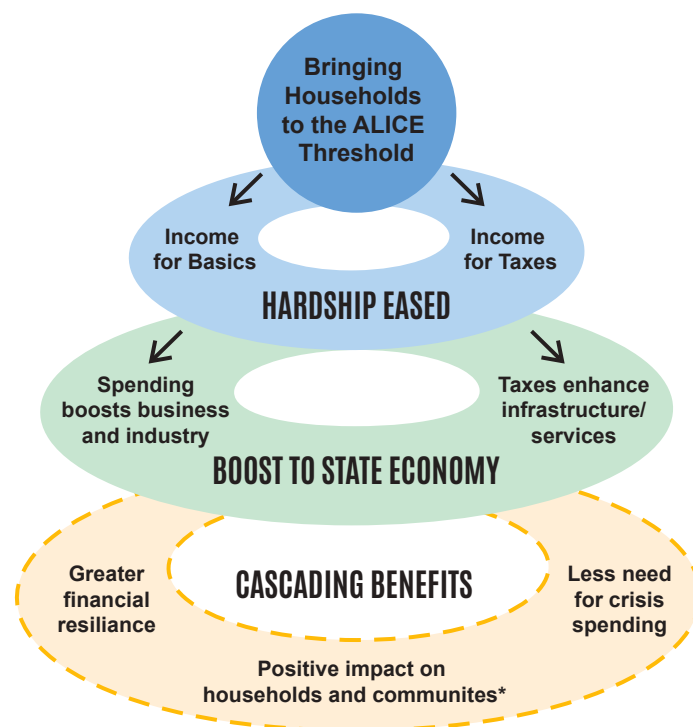 Bringing
Households
to the ALICE
Threshold
Income
for Basics
Income
for Taxes
HARDSHIP EASED
Spending
boosts business
and industry
Taxes enhance
infrastructure/
services
BOOST TO STATE ECONOMY
Greater
financial
resiliance
CASCADING BENEFITS
Less need
for crisis
spending
Positive impact on
households and communites*